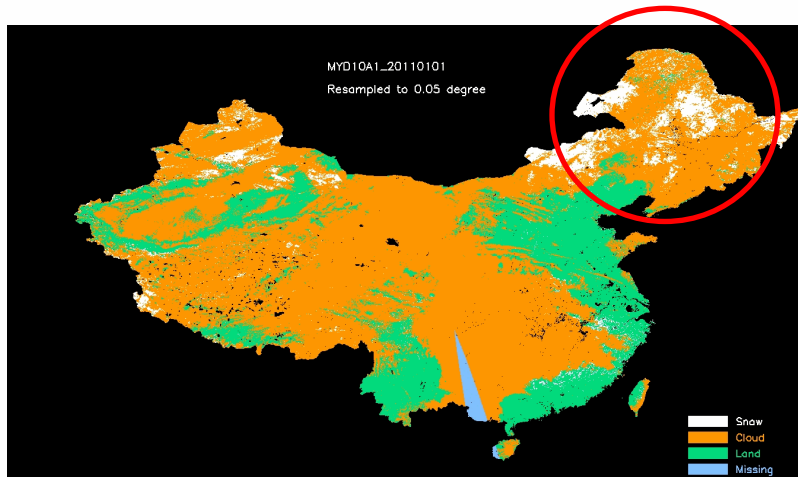 MYD10A1_20110101
Resampled to 0.05 degree
Snow
Cloud
Land
Missing